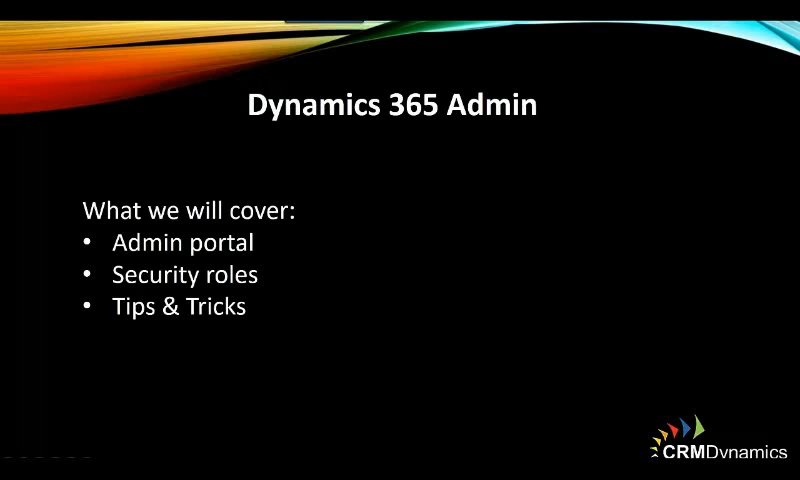 Dynamics 365 Admin
What we will cover:
• Admin portal
• Security roles
• Tips & Tricks
CRMDynamics